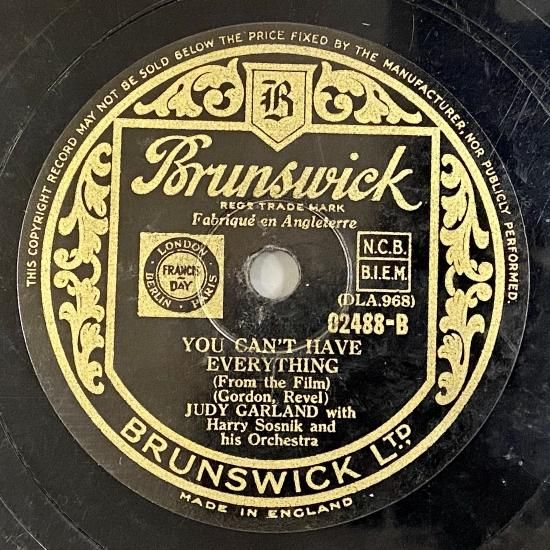 THIS COPYRIGHT RECORD MAY NOT BE SOLD BELOW THE PRICE FIXED BY THE MANUFACTURER, NOR PUBLICLY PERFORMED.
B
Brunswick
REGD TRADE MARK
Fabriqué en Angleterre
LONDON
FRANCIS
DAY
BERLIN
PARIS
N.C.B.
B.I.E.M.
(DLA.968)
02488-B
YOU CAN'T HAVE
EVERYTHING
(From the Film)
(Gordon, Revel)
JUDY GARLAND with
Harry Sosnik and
his Orchestra
BRUNSWICK LTD.,
MADE IN ENGLAND